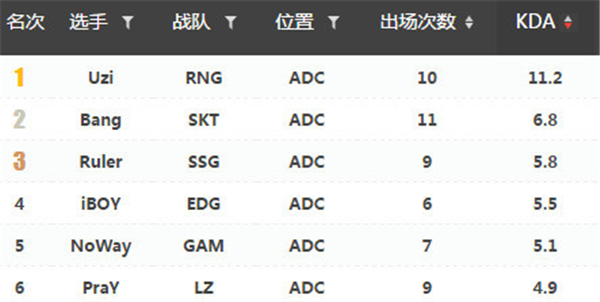 名次 选手 战队 位置 出场次数 KDA
1 Uzi RNG ADC 10 11.2
2 Bang SKT ADC 11 6.8
3 Ruler SSG ADC 9 5.8
4 iBOY EDG ADC 6 5.5
5 NoWay GAM ADC 7 5.1
6 PraY LZ ADC 9 4.9